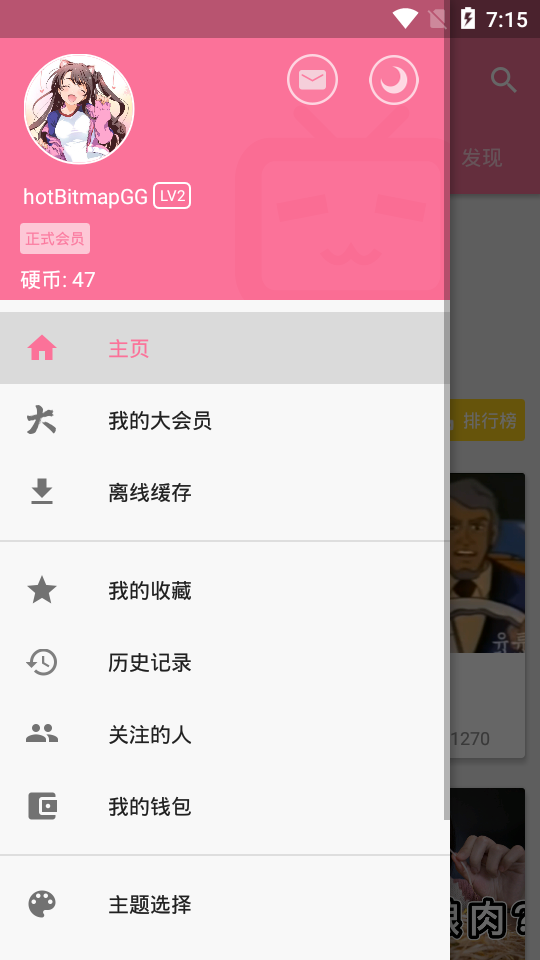 7:15
发现
hotBitmapGG LV2
正式会员
硬币: 47
主页
我的大会员
离线缓存
排行榜
我的收藏
历史记录
关注的人
1270
我的钱包
主题选择
肉?